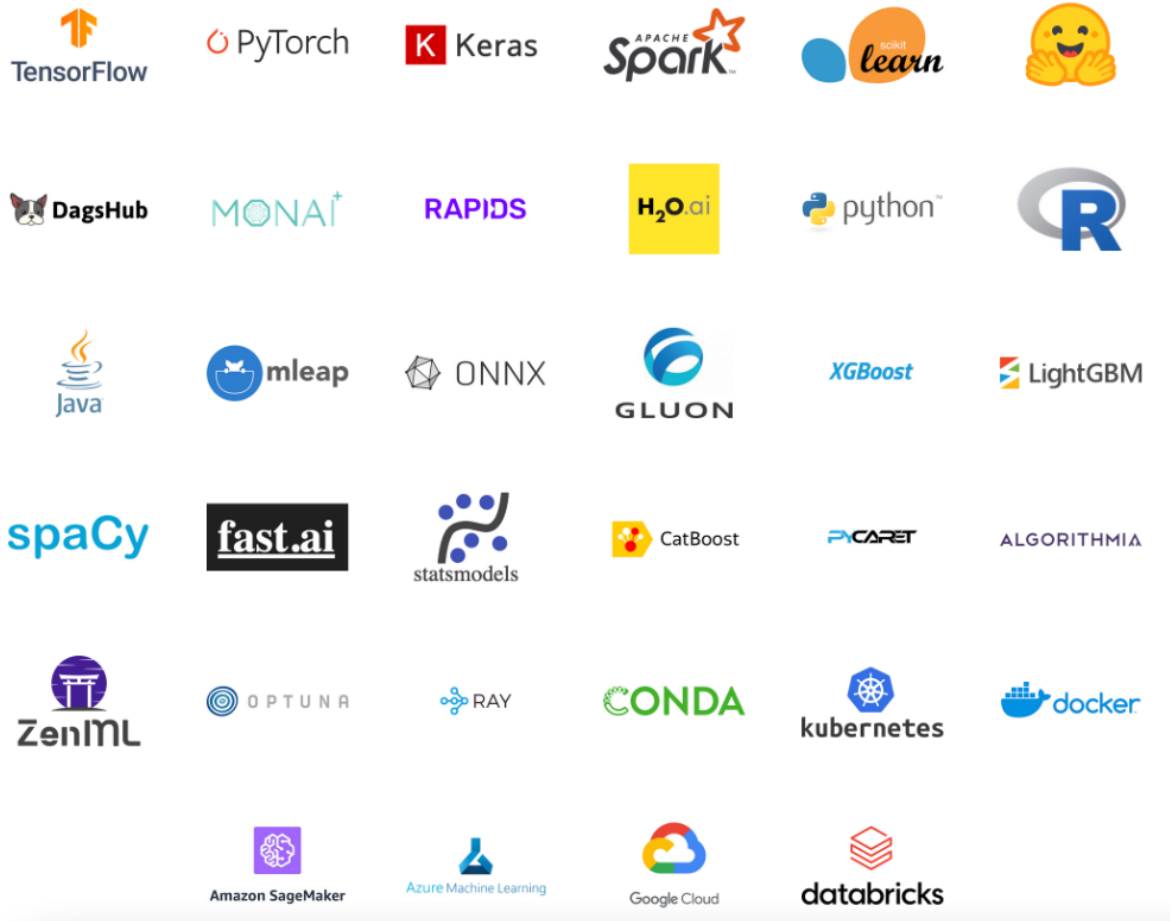 TensorFlow
PyTorch
K Keras
APACHE
Spark™
scikit
learn
DagsHub
MONAI
RAPIDS
H2O.ai
python™
R
Java
mleap
ONNX
GLUON
XGBoost
LightGBM
spaCy
fast.ai
statsmodels
CatBoost
PYCARET
ALGORITHMIA
ZenML
OPTUNA
RAY
CONDA
kubernetes
docker
Amazon SageMaker
Azure Machine Learning
Google Cloud
databricks